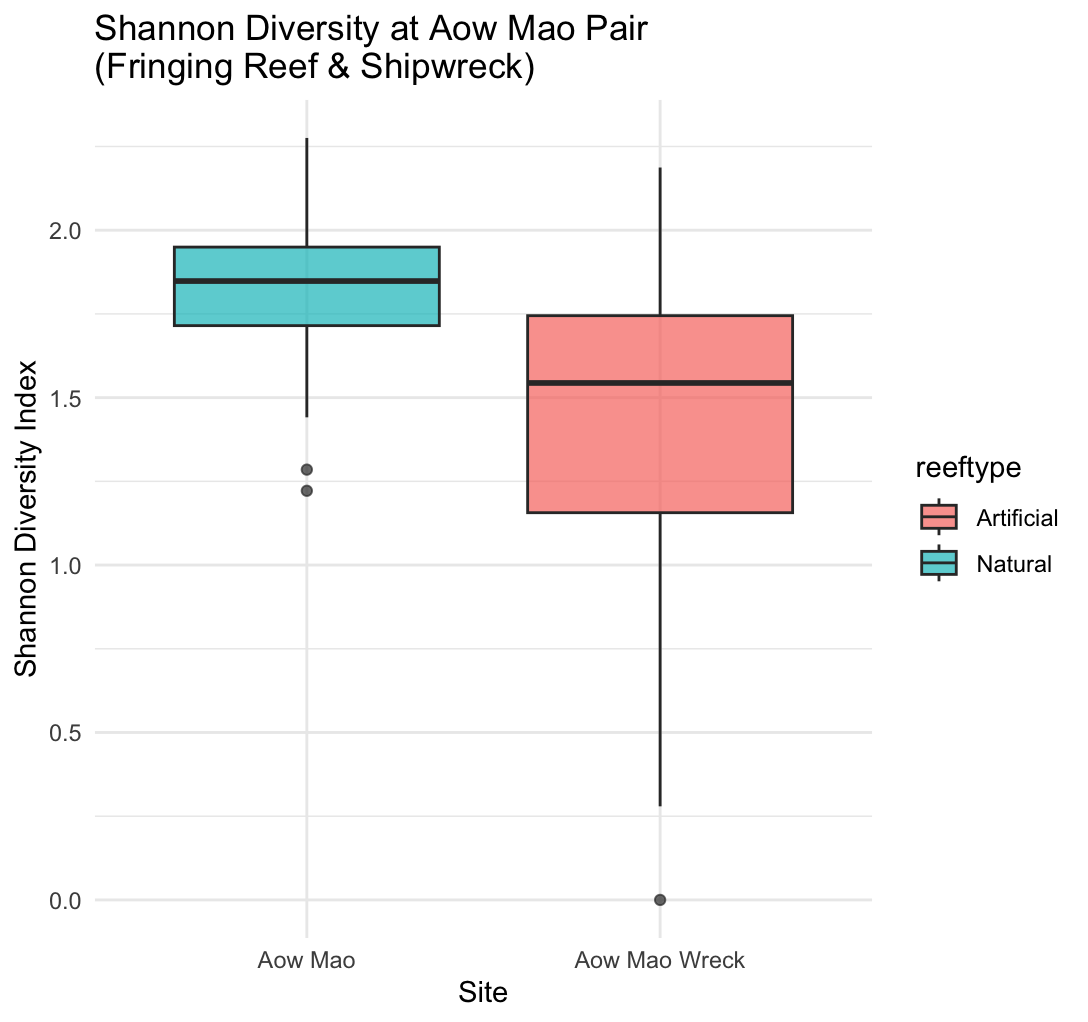 Shannon Diversity at Aow Mao Pair
(Fringing Reef & Shipwreck)
Shannon Diversity Index
2.0
1.5
1.0
0.5
0.0
Aow Mao
Aow Mao Wreck
Site
reeftype
Artificial
Natural